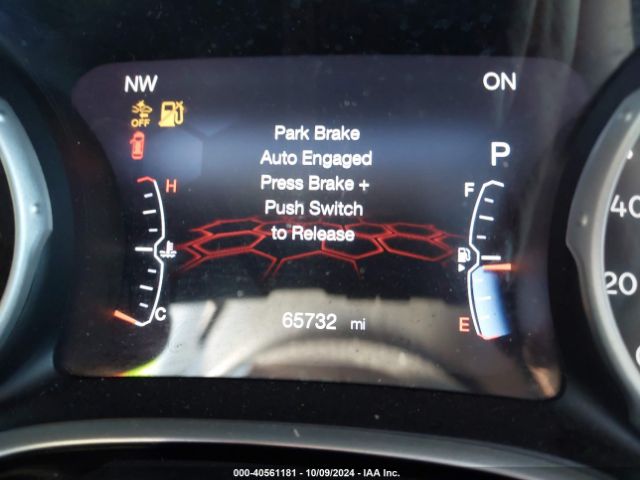 NW
ON
OFF
Park Brake
Auto Engaged
Press Brake +
Push Switch
to Release
P
H
F
C
E
40
20
65732 mi
000-40561181 - 10/09/2024 - IAA Inc.